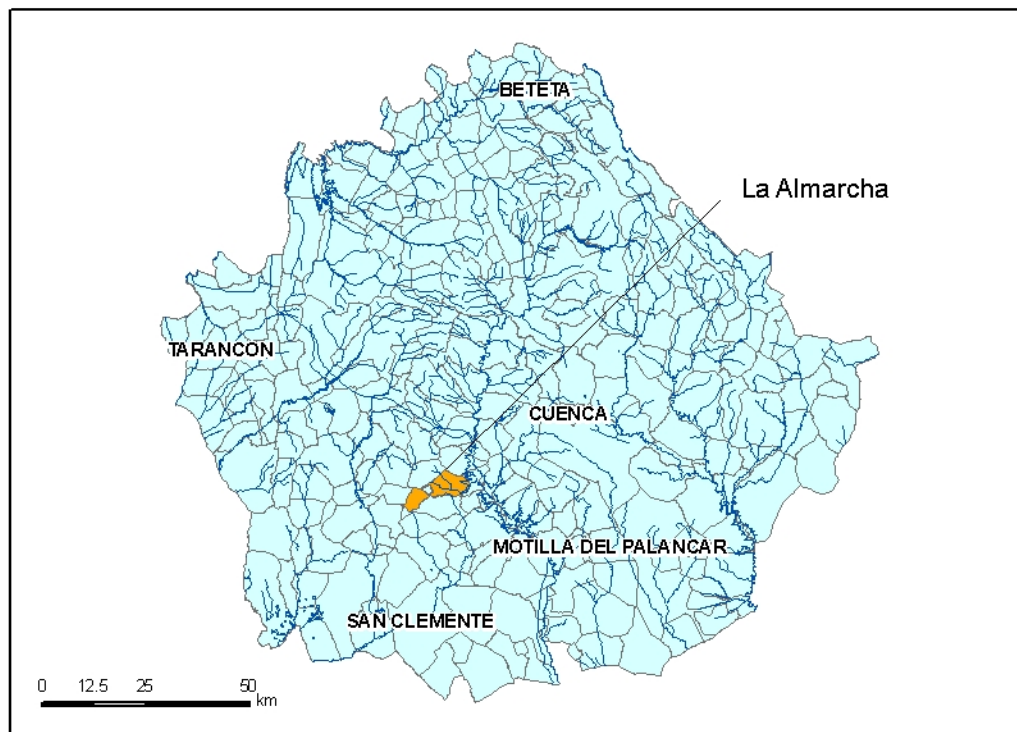 BETETA
La Almarcha
TARANCON
CUENCA
MOTILLA DEL PALANCAR
SAN CLEMENTE
0 12.5 25 50
km